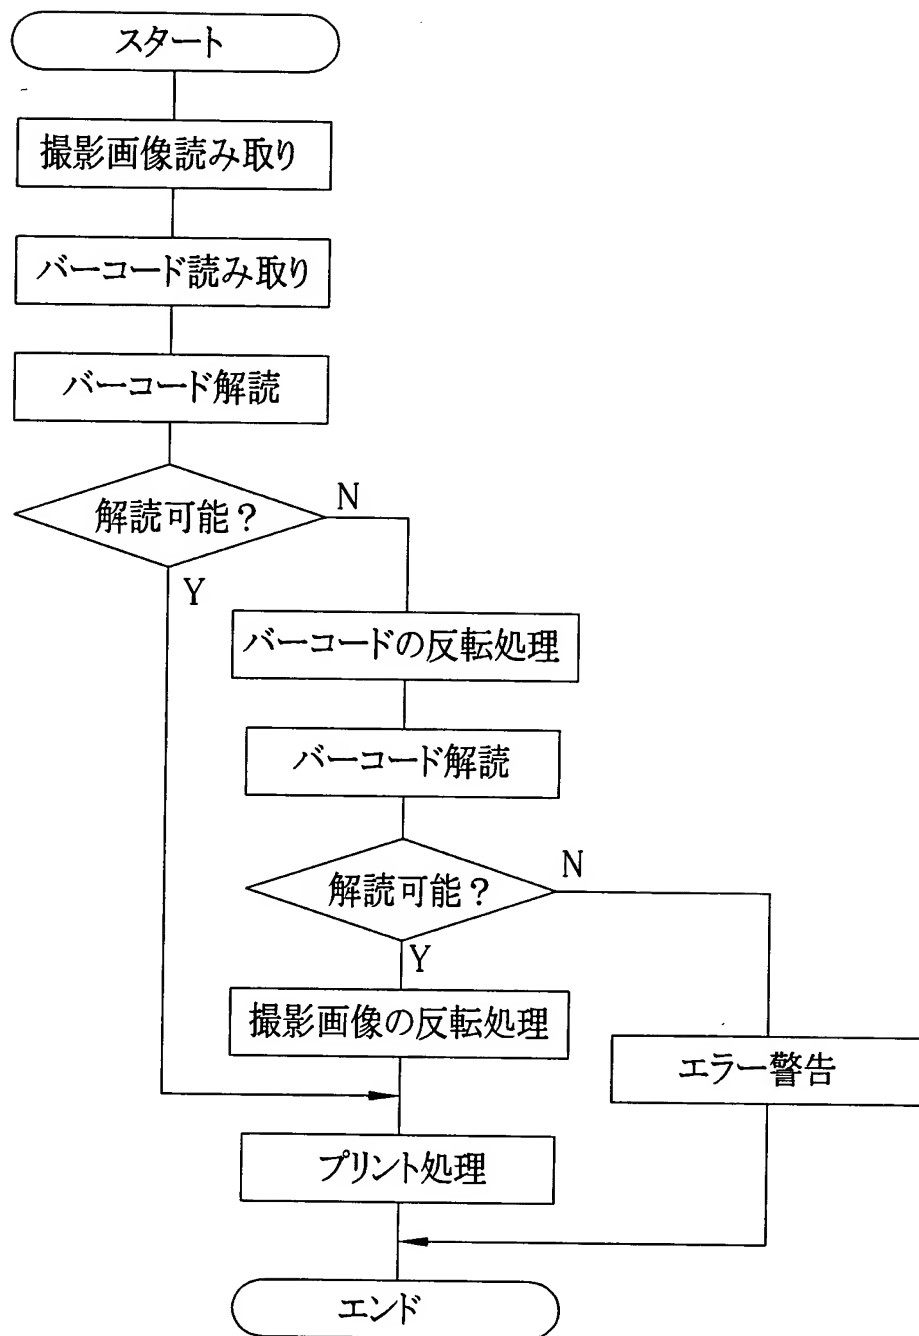 スタート
撮影画像読み取り
バーコード読み取り
バーコード解読
解読可能？
N
Y
バーコードの反転処理
バーコード解読
解読可能？
N
Y
撮影画像の反転処理
エラー警告
プリント処理
エンド